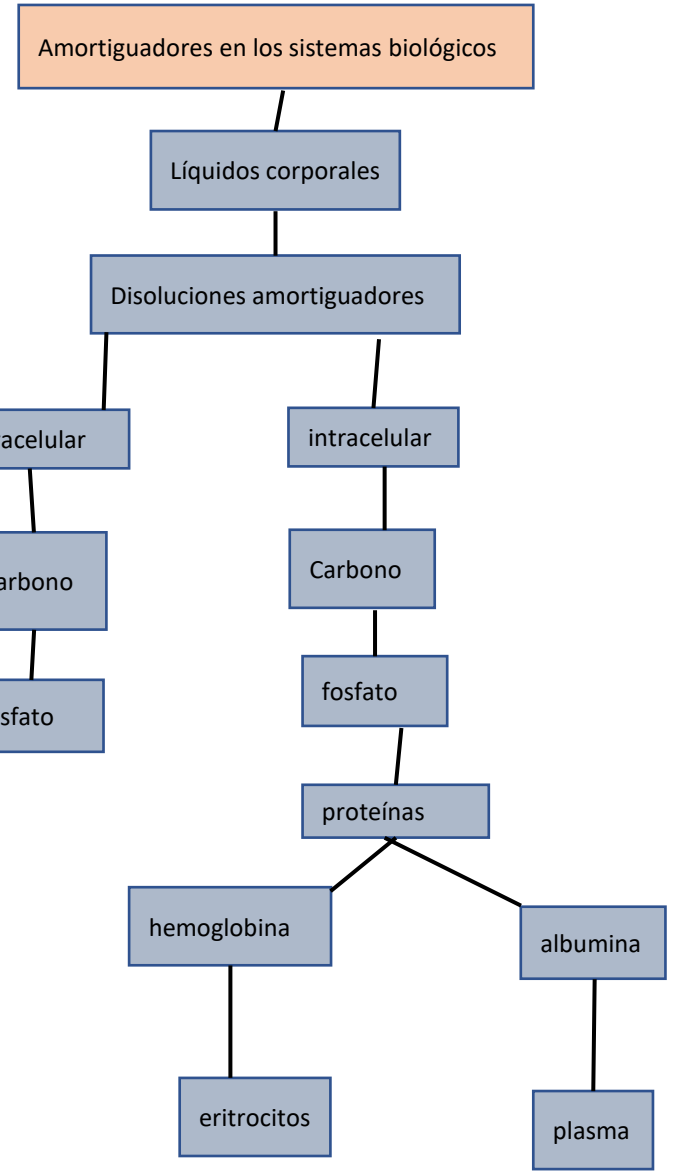 Amortiguadores en los sistemas biológicos
Líquidos corporales
Disoluciones amortiguadores
acelular
intracelular
arbono
Carbono
sfato
fosfato
proteínas
hemoglobina
albumina
eritrocitos
plasma